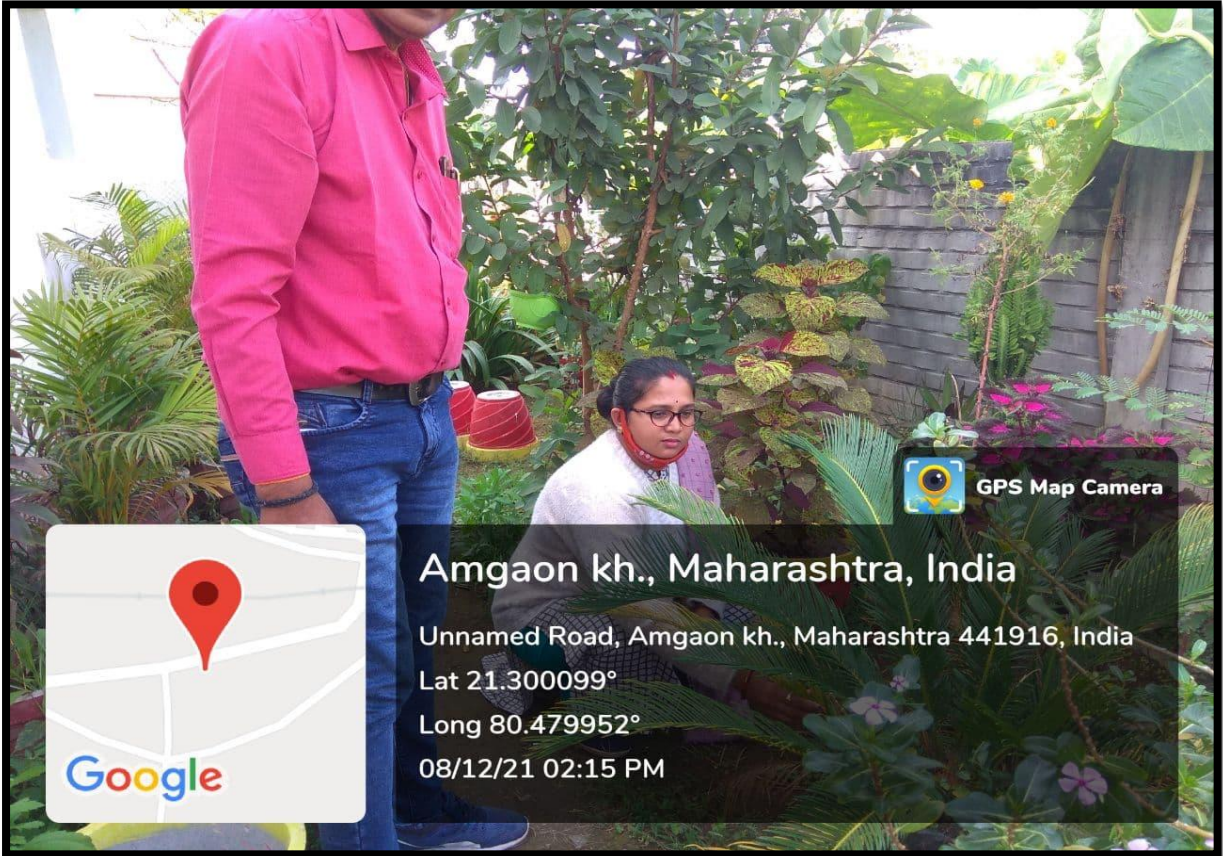 GPS Map Camera
Amgaon kh., Maharashtra, India
Unnamed Road, Amgaon kh., Maharashtra 441916, India
Lat 21.300099°
Long 80.479952°
08/12/21 02:15 PM
Google